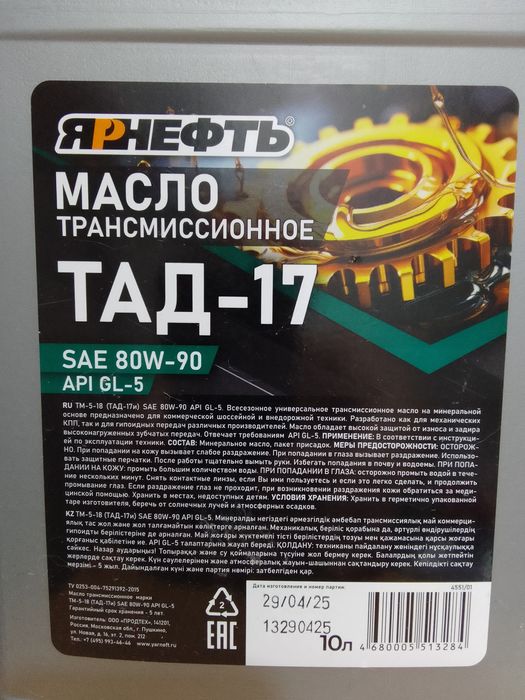 ЯРНЕФТЬ®
МАСЛО
ТРАНСМИССИОННОЕ
ТАД-17
SAE 80W-90
API GL-5
RU ТМ-5-18 (ТАД-17и) SAE 80W-90 API GL-5. Всесезонное универсальное трансмиссионное масло на минеральной
основе предназначено для коммерческой шоссейной и внедорожной техники. Разработано как для механических
КПП, так и для гипоидных передач различных производителей. Масло обладает высокой защитой от износа и задира
высоконагруженных зубчатых передач. Отвечает требованиям API GL-5. ПРИМЕНЕНИЕ: В соответствии с инструкци-
ей по эксплуатации техники. СОСТАВ: Минеральное масло, пакет присадок. МЕРЫ ПРЕДОСТОРОЖНОСТИ: ОСТОРОЖ-
НО. При попадании на кожу вызывает слабое раздражение. При попадании в глаза вызывает раздражение. Использо-
вать защитные перчатки. После работы тщательно вымыть руки. Избегать попадания в почву и водоемы. ПРИ ПОПА-
ДАНИИ НА КОЖУ: промыть большим количеством воды. ПРИ ПОПАДАНИИ В ГЛАЗА: осторожно промыть водой в тече-
ние нескольких минут. Снять контактные линзы, если Вы ими пользуетесь и если это легко сделать, и продолжить
промывание глаз. Если раздражение глаз не проходит, при возникновении раздражения кожи обратиться за меди-
цинской помощью. Хранить в местах, недоступных детям. УСЛОВИЯ ХРАНЕНИЯ: Хранить в герметично упакованной
таре изготовителя, беречь от солнечных лучей и атмосферных осадков.
KZ ТМ-5-18 (ТАД-17и) SAE 80W-90 API GL-5. Минералды негіздегі әмегілдік әмбебап трансмиссиялық май коммерция-
лық тас жол және жол талғамайтын көліктерге арналған. Механикалық беріліс қорабына да, әртүрлі өндірушілердің
гипоидты берілістерге де арналған. Май жоғары жүктемелі тісті берілістердің тозуы мен қажамасына қарсы жоғары
қорғаныс қабілетіне ие. API GL-5 талаптарына жауап береді. ҚОЛДАНУ: техниканы пайдалану жөніндегі нұсқаулыққа
сәйкес. Назар аударыңыз! Топыраққа және су қоймаларына түсуіне жол бермеу керек. Балалардың қолы жетпейтін
жерлерде сақтау керек. Күн сәулелерінен және атмосфералық жауын-шашыннан сақтау керек. Кепілдікті сақтау
мерзімі – 5 жыл. Дайындалған күні және партия нөмірі: затбелгіден қар.
ТУ 0253-004-75291392-2015
Масло трансмиссионное марки
ТМ-5-18 (ТАД-17и) SAE 80W-90 API GL-5
Гарантийный срок хранения - 5 лет.
Изготовитель: ООО «ПРОДТЕХ», 141201,
Россия, Московская обл., г. Пушкино,
ул. Новая, д. 16, эт. 2, пом. 212
Тел.: +7 (495) 993-44-46
www.yarneft.ru
2
EAC
Дата изготовления и номер партии:
29/04/25
13290425
10л
4551/01
4 680005 513284